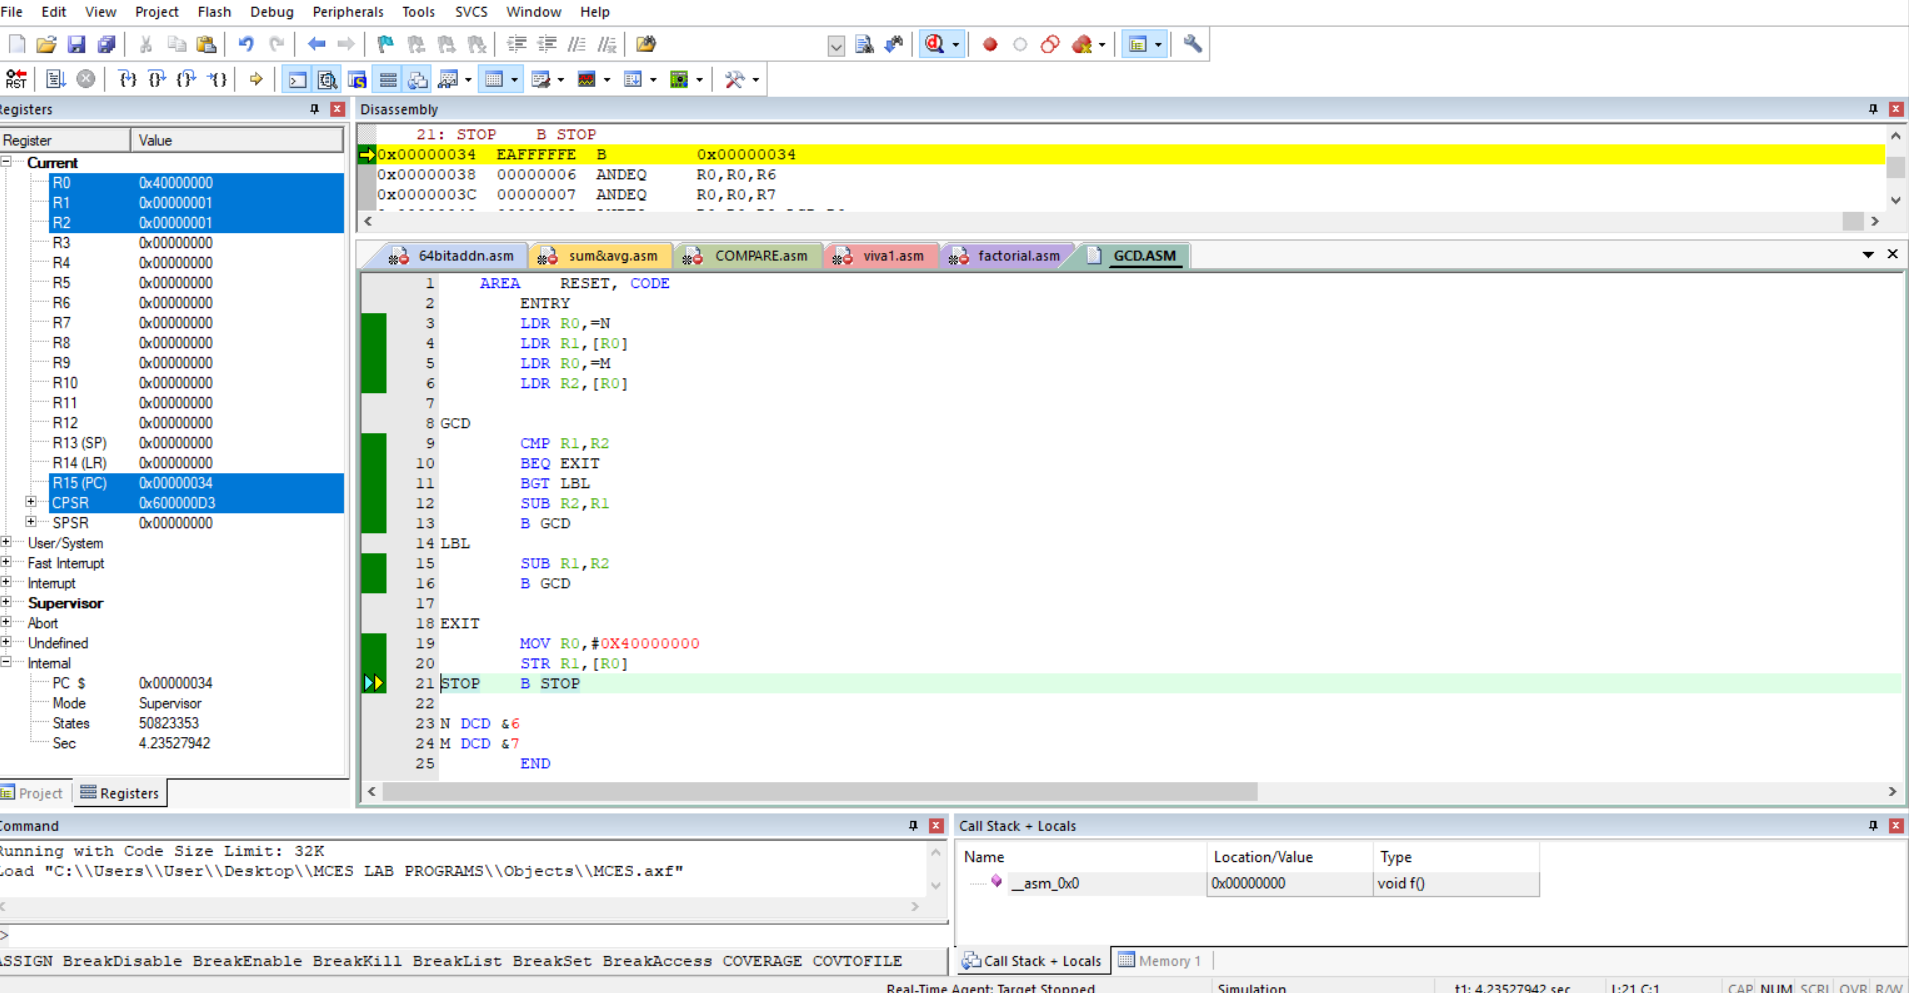 File Edit View Project Flash Debug Peripherals Tools SVCS Window Help
RST
Registers
Register Value
Current
R0 0x40000000
R1 0x00000001
R2 0x00000001
R3 0x00000000
R4 0x00000000
R5 0x00000000
R6 0x00000000
R7 0x00000000
R8 0x00000000
R9 0x00000000
R10 0x00000000
R11 0x00000000
R12 0x00000000
R13 (SP) 0x00000000
R14 (LR) 0x00000000
R15 (PC) 0x00000034
CPSR 0x600000D3
SPSR 0x00000000
User/System
Fast Interrupt
Interrupt
Supervisor
Abort
Undefined
Internal
PC $ 0x00000034
Mode Supervisor
States 50823353
Sec 4.23527942
Project Registers
Disassembly
21: STOP B STOP
0x00000034 EAFFFFFE B 0x00000034
0x00000038 00000006 ANDEQ R0,R0,R6
0x0000003C 00000007 ANDEQ R0,R0,R7
64bitaddn.asm sum&avg.asm COMPARE.asm viva1.asm factorial.asm GCD.ASM
1 AREA RESET, CODE
2 ENTRY
3 LDR R0,=N
4 LDR R1,[R0]
5 LDR R0,=M
6 LDR R2,[R0]
7
8 GCD
9 CMP R1,R2
10 BEQ EXIT
11 BGT LBL
12 SUB R2,R1
13 B GCD
14 LBL
15 SUB R1,R2
16 B GCD
17
18 EXIT
19 MOV R0,#0X40000000
20 STR R1,[R0]
21 STOP B STOP
22
23 N DCD &6
24 M DCD &7
25 END
Command
Running with Code Size Limit: 32K
Load "C:\\Users\\User\\Desktop\\MCES LAB PROGRAMS\\Objects\\MCES.axf"
>
ASSIGN BreakDisable BreakEnable BreakKill BreakList BreakSet BreakAccess COVERAGE COVTOFILE
Call Stack + Locals
Name Location/Value Type
__asm_0x0 0x00000000 void f()
Call Stack + Locals Memory 1
Real-Time Agent: Target Stopped Simulation t1: 4.23527942 sec L:21 C:1 CAP NUM SCRL OVR R/W